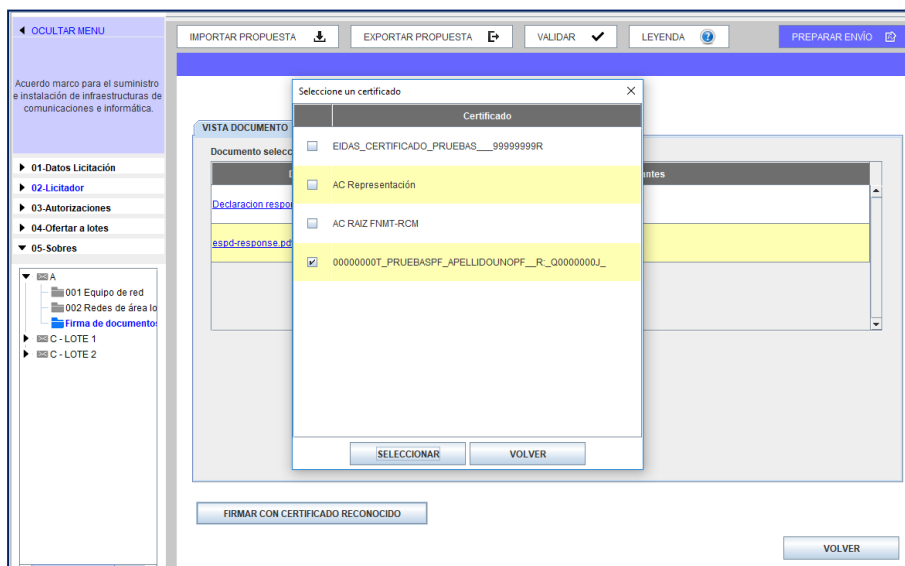 OCULTAR MENU
Acuerdo marco para el suministro
e instalación de infraestructuras de
comunicaciones e informática.
01-Datos Licitación
02-Licitador
03-Autorizaciones
04-Ofertar a lotes
05-Sobres
A
001 Equipo de red
002 Redes de área lo
Firma de documentos
C - LOTE 1
C - LOTE 2
IMPORTAR PROPUESTA
EXPORTAR PROPUESTA
VALIDAR
LEYENDA
PREPARAR ENVÍO
VISTA DOCUMENTO
Documento selecc
antes
Declaracion respon
espd-response.pd
Seleccione un certificado
Certificado
EIDAS_CERTIFICADO_PRUEBAS___99999999R
AC Representación
AC RAIZ FNMT-RCM
00000000T_PRUEBASPF_APELLIDOUNOPF__R:_Q0000000J_
SELECCIONAR
VOLVER
FIRMAR CON CERTIFICADO RECONOCIDO
VOLVER